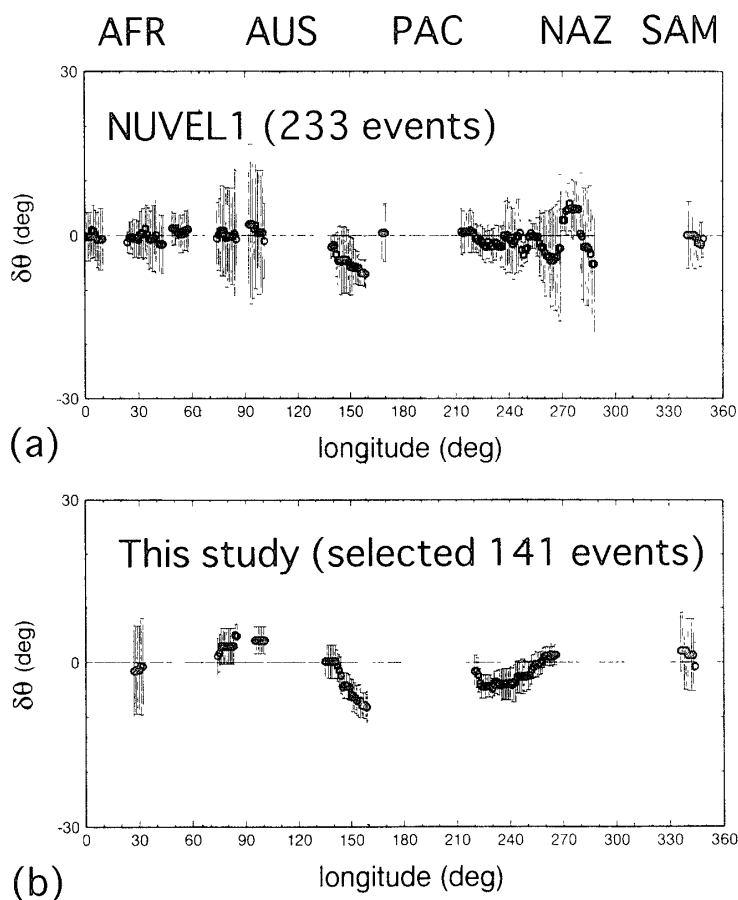 AFR AUS PAC NAZ SAM
30
NUVEL1 (233 events)
δθ (deg)
0
-30
0 30 60 90 120 150 180 210 240 270 300 330 360
(a)
longitude (deg)
30
This study (selected 141 events)
δθ (deg)
0
-30
0 30 60 90 120 150 180 210 240 270 300 330 360
(b)
longitude (deg)